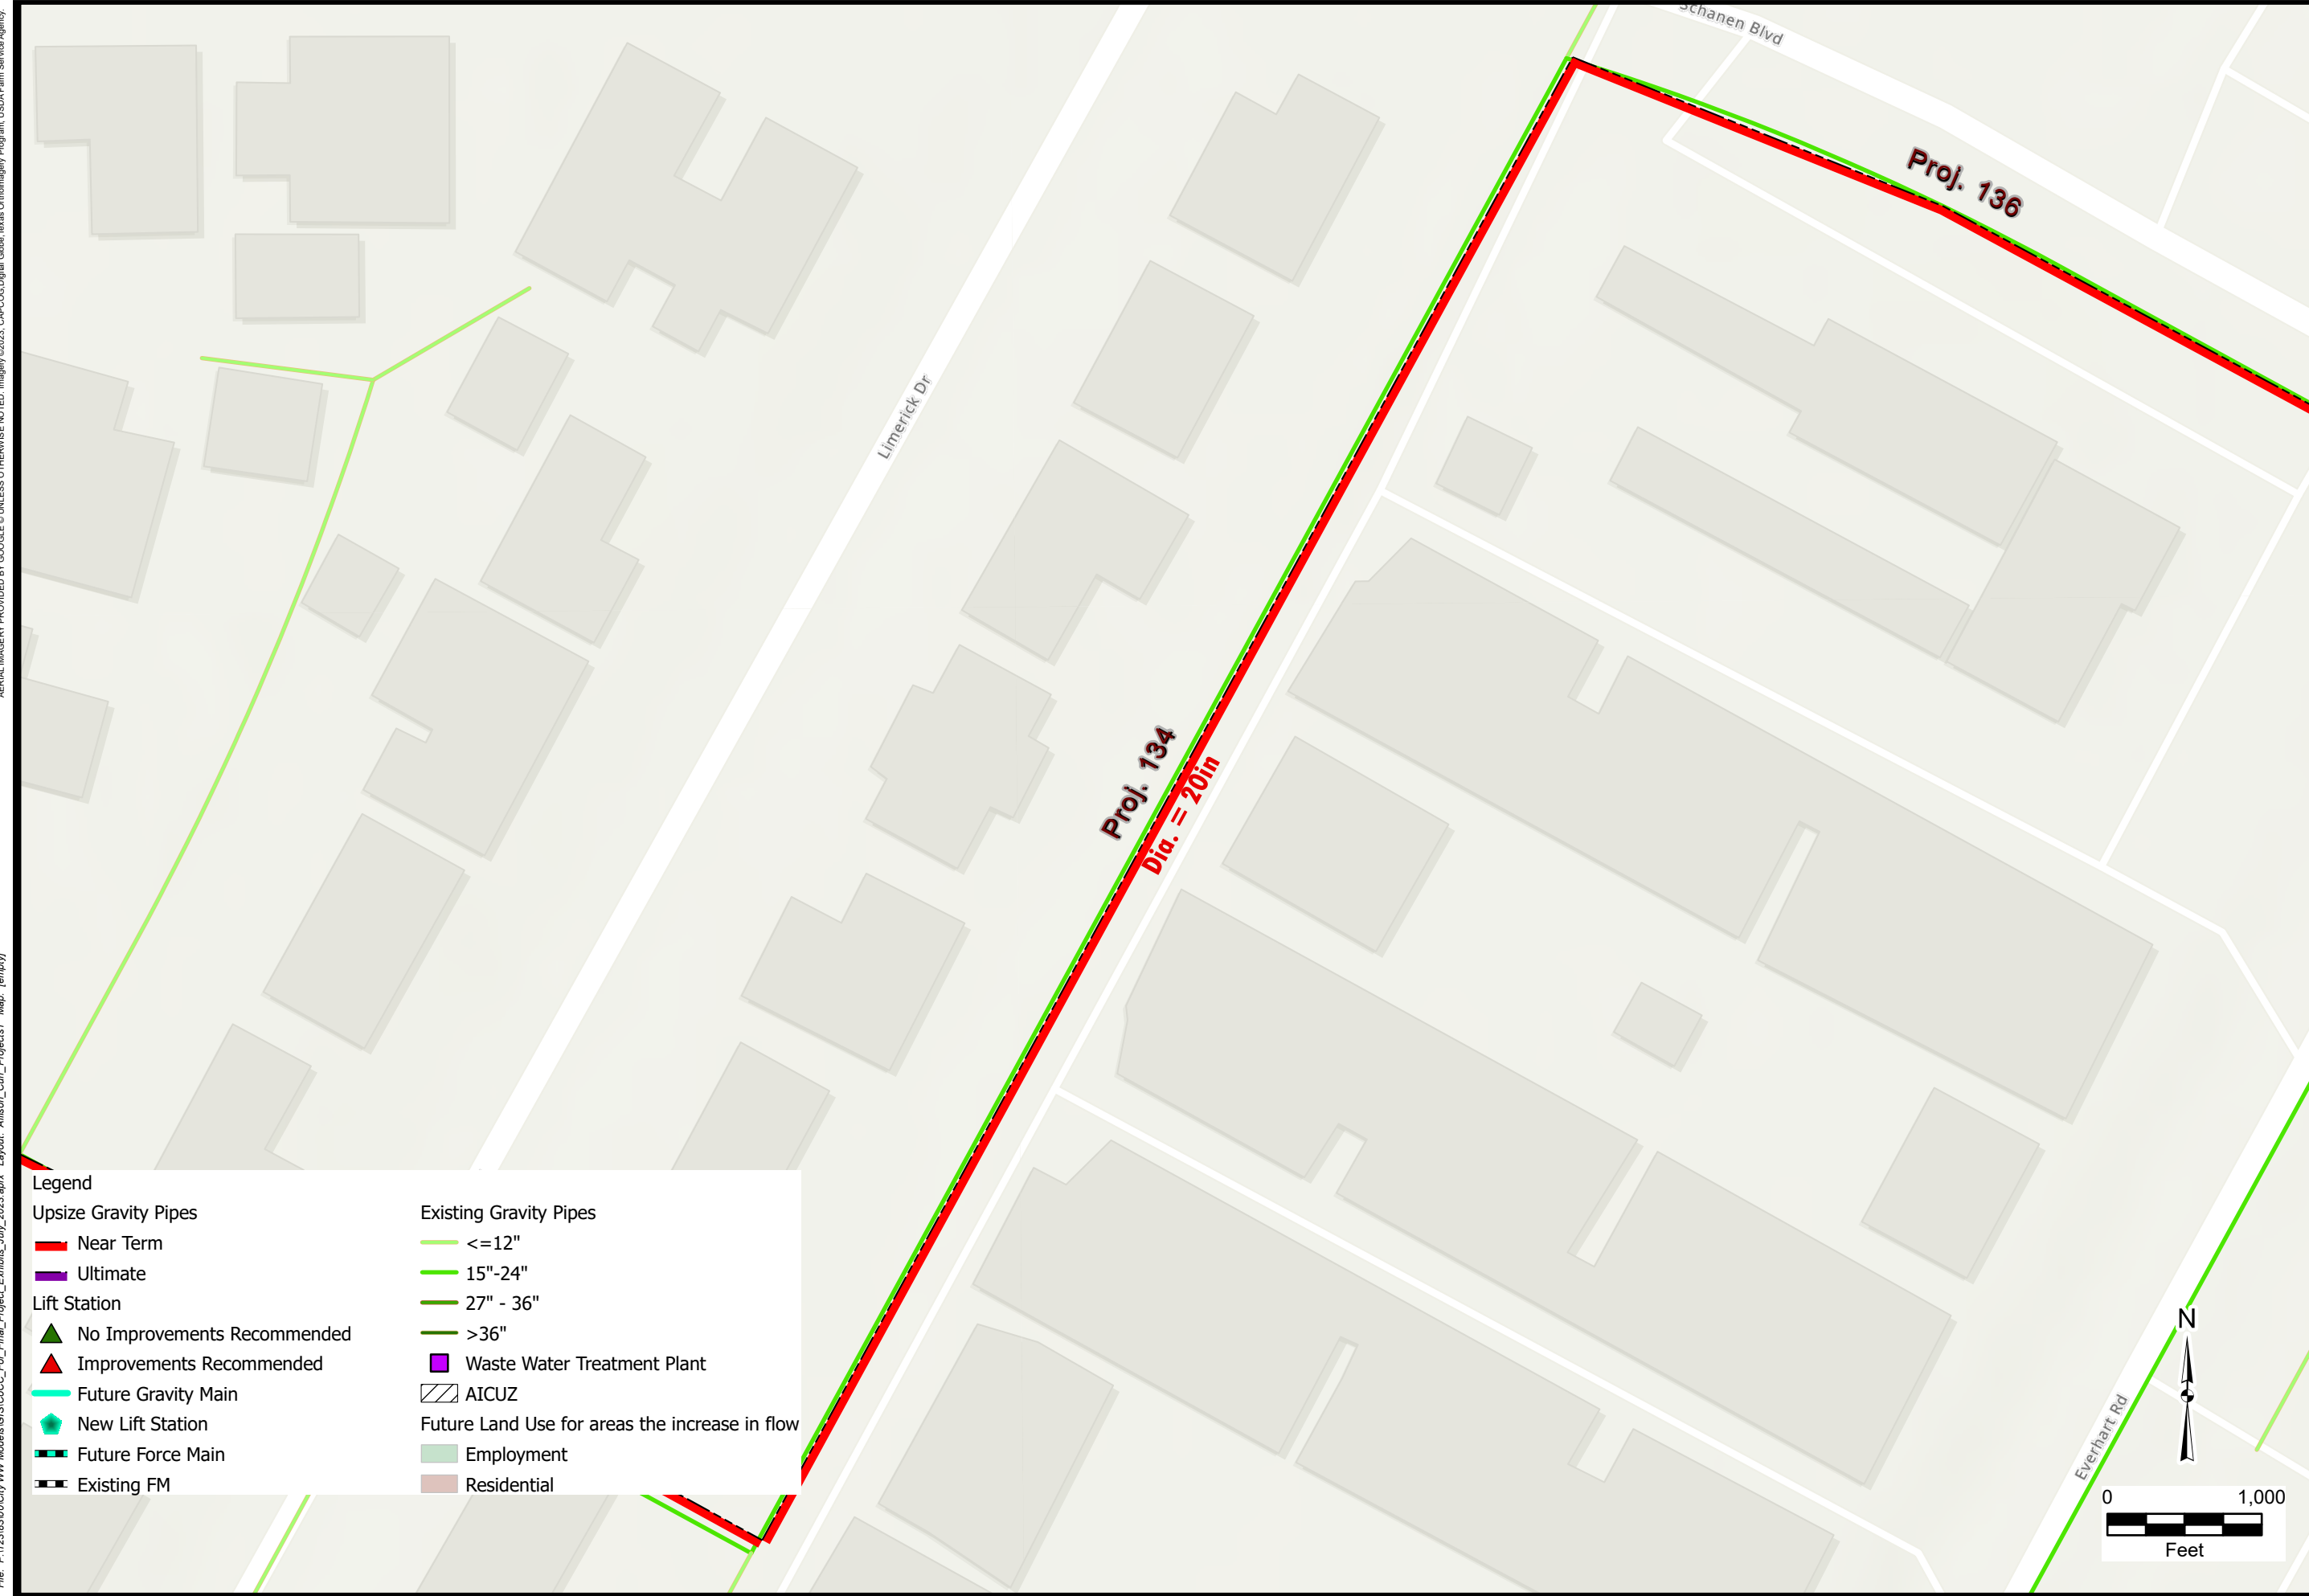 Schanen Blvd
Proj. 136
Limerick Dr
Proj. 134
Dia. = 20in
Everhart Rd
Legend
Upsize Gravity Pipes
Near Term
Ultimate
Lift Station
No Improvements Recommended
Improvements Recommended
Future Gravity Main
New Lift Station
Future Force Main
Existing FM
Existing Gravity Pipes
<=12"
15"-24"
27" - 36"
>36"
Waste Water Treatment Plant
AICUZ
Future Land Use for areas the increase in flow
Employment
Residential
N
0 1,000
Feet